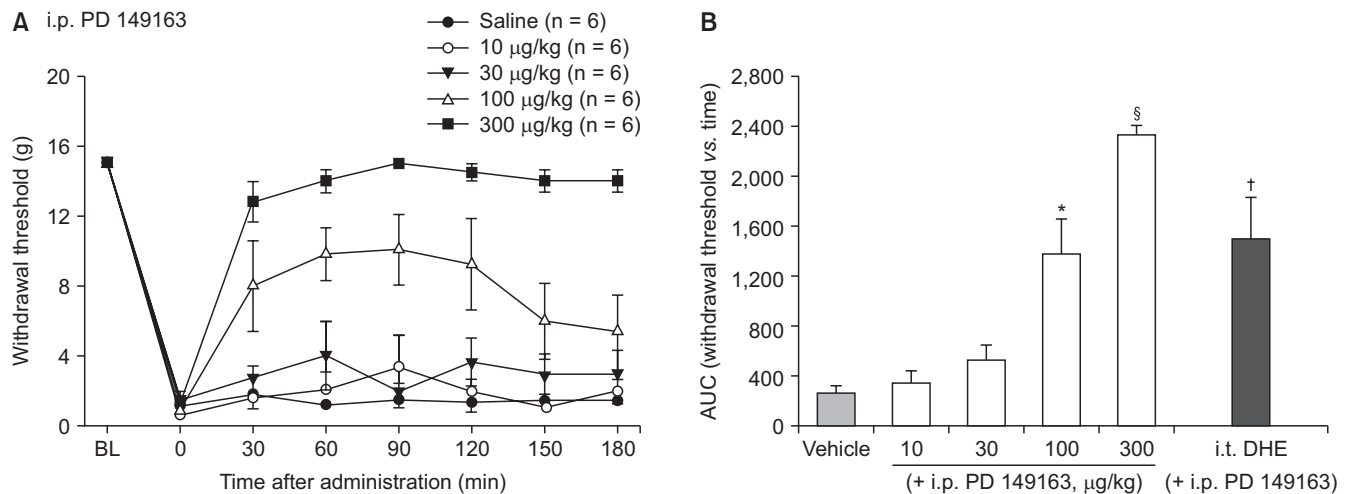 A i.p. PD 149163
Saline (n = 6)
10 μg/kg (n = 6)
30 μg/kg (n = 6)
100 μg/kg (n = 6)
300 μg/kg (n = 6)
20
16
12
8
4
0
Withdrawal threshold (g)
BL 0 30 60 90 120 150 180
Time after administration (min)
B
2,800
2,400
2,000
1,600
1,200
800
400
0
AUC (withdrawal threshold vs. time)
*
§
†
Vehicle 10 30 100 300 i.t. DHE
(+ i.p. PD 149163, μg/kg) (+ i.p. PD 149163)